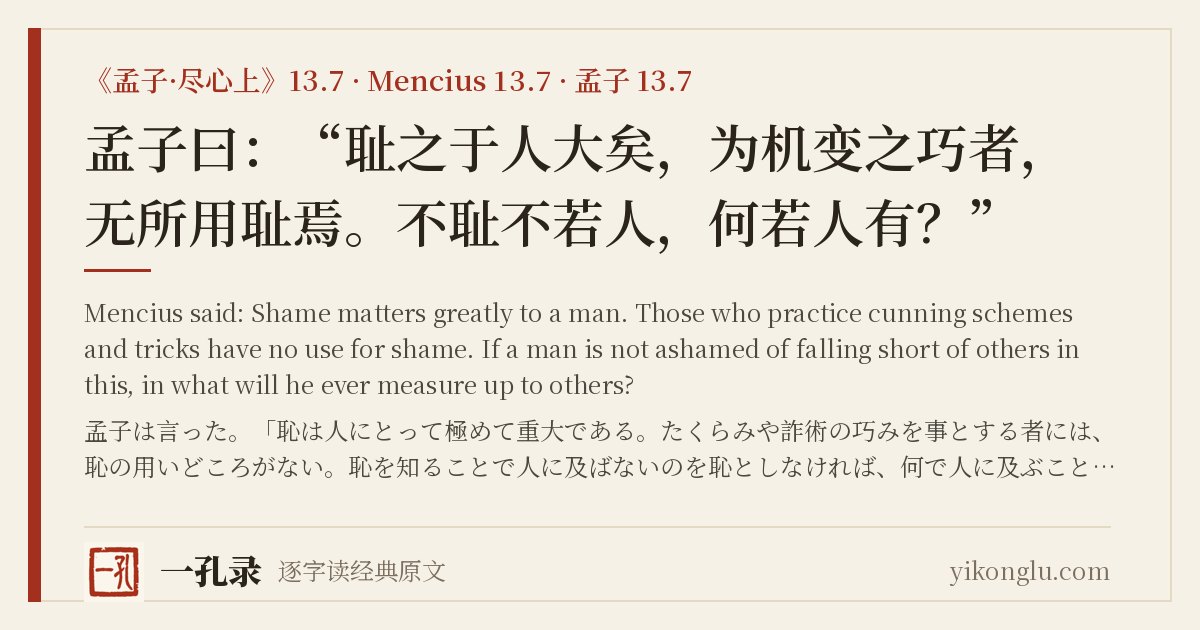 《孟子·尽心上》13.7 · Mencius 13.7 · 孟子 13.7
孟子曰：“耻之于人大矣，为机变之巧者，
无所用耻焉。不耻不若人，何若人有？”
Mencius said: Shame matters greatly to a man. Those who practice cunning schemes
and tricks have no use for shame. If a man is not ashamed of falling short of others in
this, in what will he ever measure up to others?
孟子は言った。「恥は人にとって極めて重大である。たくらみや詐術の巧みを事とする者には、
恥の用いどころがない。恥を知ることで人に及ばないのを恥としなければ、何で人に及ぶこと…
一孔
一孔录 逐字读经典原文 yikonglu.com